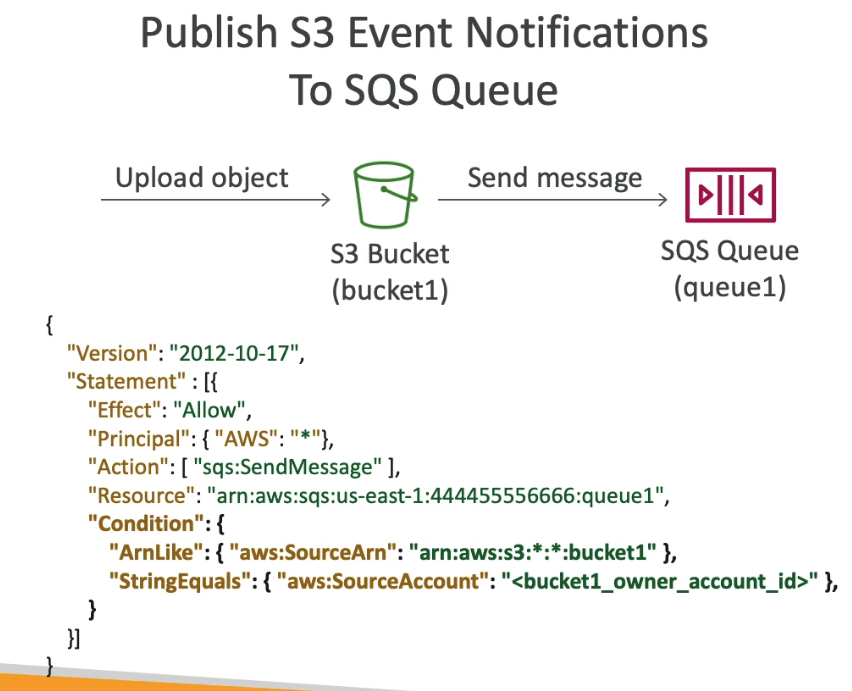 Publish S3 Event Notifications
To SQS Queue
Upload object
Send message
S3 Bucket
(bucket1)
SQS Queue
(queue1)
{
"Version": "2012-10-17",
"Statement" : [{
"Effect": "Allow",
"Principal": { "AWS": "*"},
"Action": [ "sqs:SendMessage" ],
"Resource": "arn:aws:sqs:us-east-1:444455556666:queue1",
"Condition": {
"ArnLike": { "aws:SourceArn": "arn:aws:s3:*:*:bucket1" },
"StringEquals": { "aws:SourceAccount": "<bucket1_owner_account_id>" },
}
}]
}